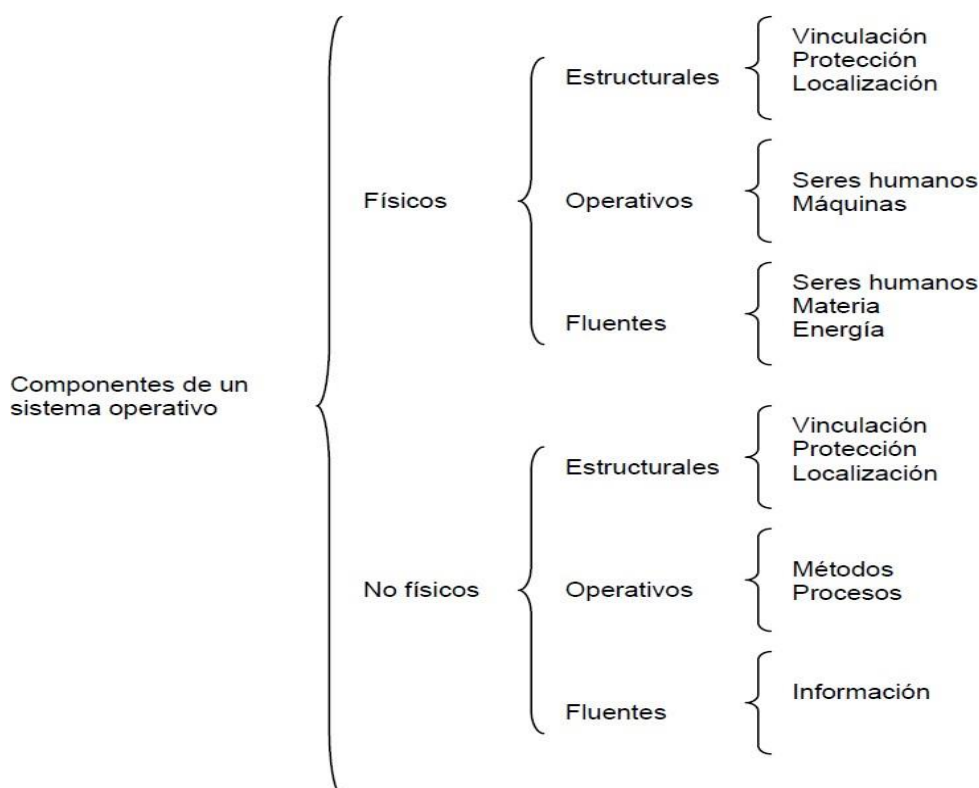 Vinculación
Protección
Localización
Estructurales
Seres humanos
Máquinas
Físicos
Operativos
Seres humanos
Materia
Energía
Fluentes
Componentes de un
sistema operativo
Vinculación
Protección
Localización
Estructurales
Métodos
Procesos
No físicos
Operativos
Información
Fluentes